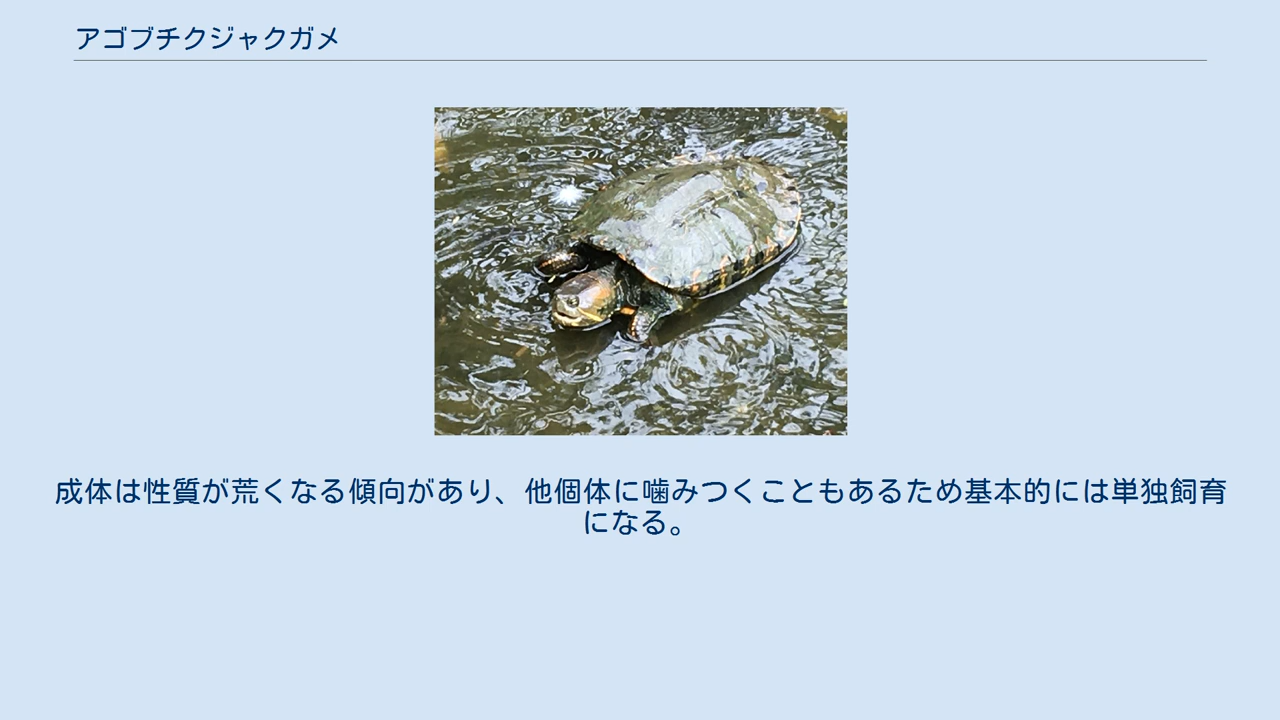 アゴブチクジャクガメ
成体は性質が荒くなる傾向があり、他個体に噛みつくこともあるため基本的には単独飼育
になる。